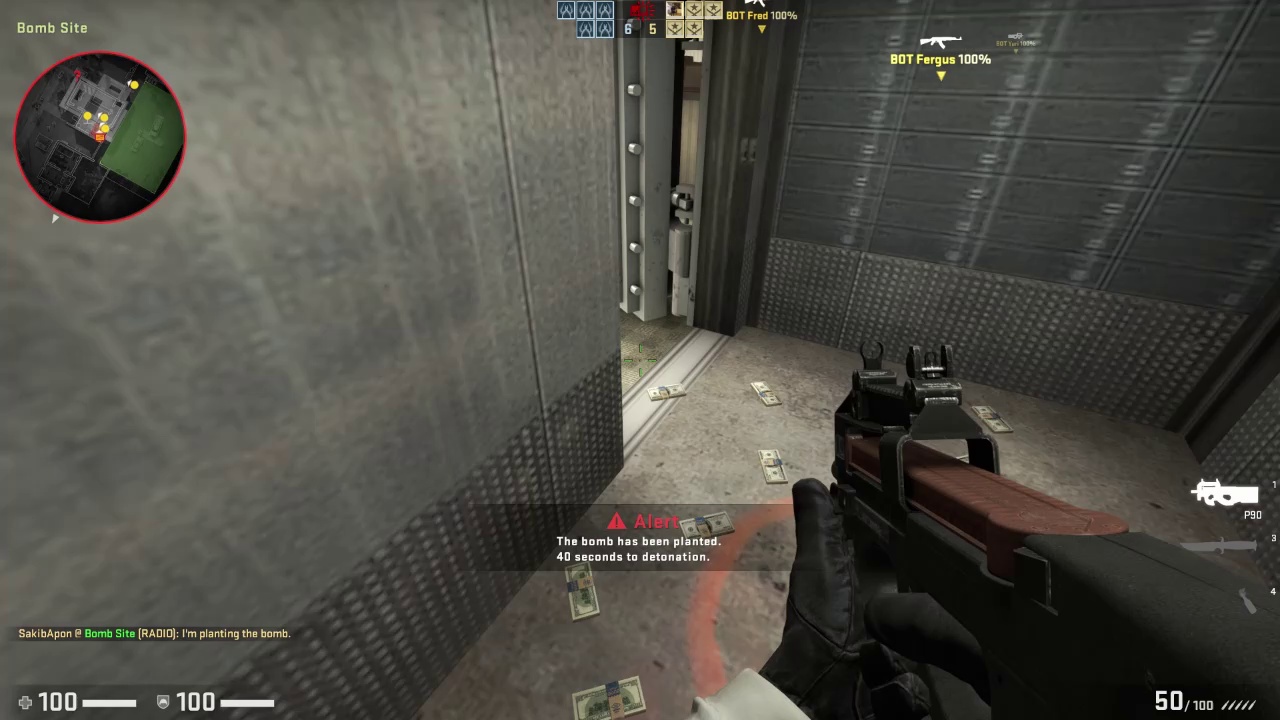 Bomb Site
6 5
BOT Fred 100%
BOT Fergus 100%
1
P90
3
4
Alert
The bomb has been planted.
40 seconds to detonation.
SakibApon @ Bomb Site (RADIO): I'm planting the bomb.
100 100
50/ 100